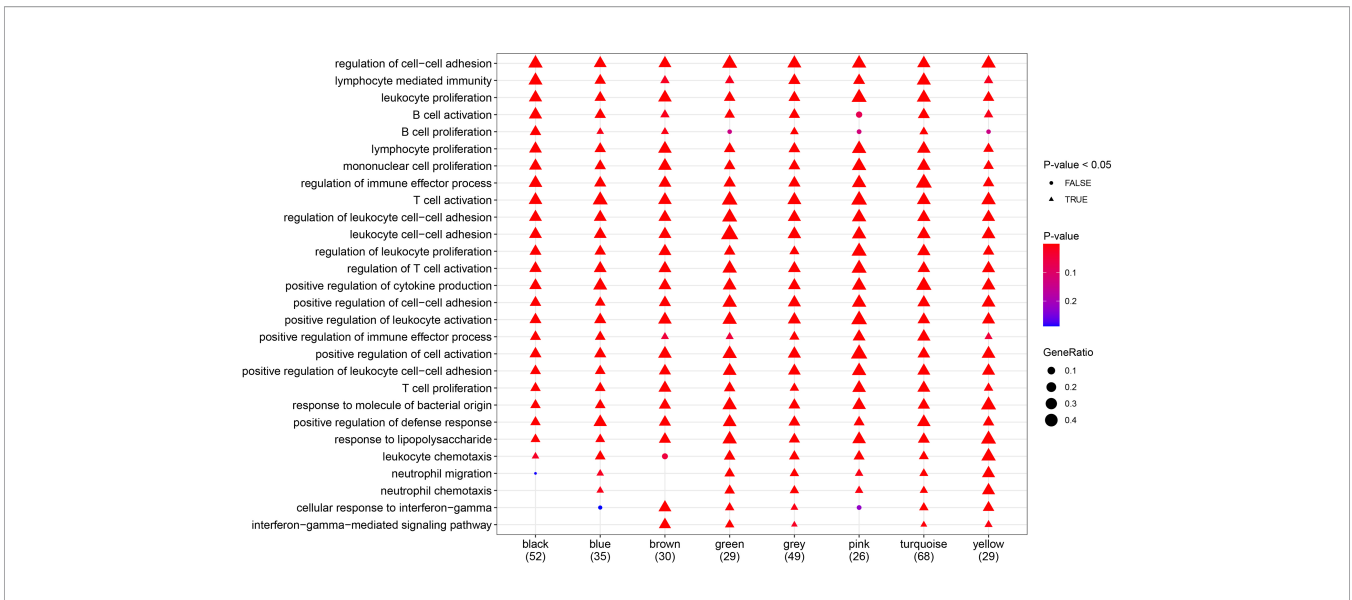 regulation of cell−cell adhesion
lymphocyte mediated immunity
leukocyte proliferation
B cell activation
B cell proliferation
lymphocyte proliferation
mononuclear cell proliferation
regulation of immune effector process
T cell activation
regulation of leukocyte cell−cell adhesion
leukocyte cell−cell adhesion
regulation of leukocyte proliferation
regulation of T cell activation
positive regulation of cytokine production
positive regulation of cell−cell adhesion
positive regulation of leukocyte activation
positive regulation of immune effector process
positive regulation of cell activation
positive regulation of leukocyte cell−cell adhesion
T cell proliferation
response to molecule of bacterial origin
positive regulation of defense response
response to lipopolysaccharide
leukocyte chemotaxis
neutrophil migration
neutrophil chemotaxis
cellular response to interferon−gamma
interferon−gamma−mediated signaling pathway
black blue brown green grey pink turquoise yellow
(52) (35) (30) (29) (49) (26) (68) (29)
P-value < 0.05
FALSE
TRUE
P-value
0.1
0.2
GeneRatio
0.1
0.2
0.3
0.4